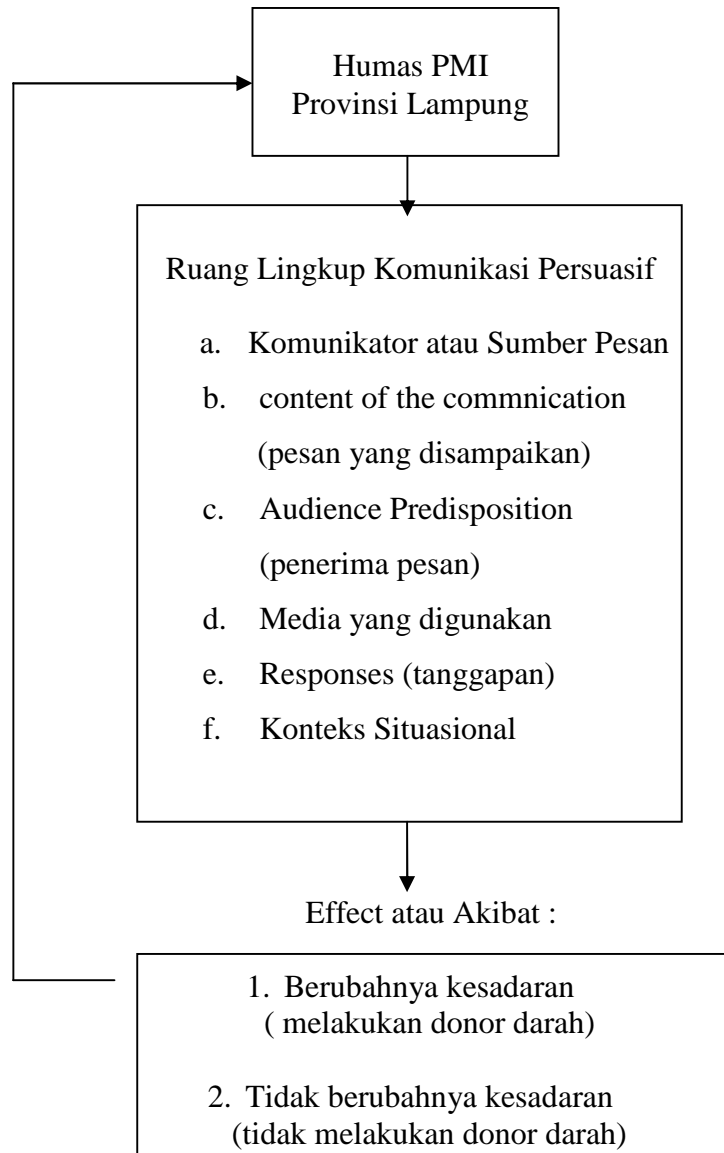 Humas PMI
Provinsi Lampung
Ruang Lingkup Komunikasi Persuasif
a. Komunikator atau Sumber Pesan
b. content of the commnication
(pesan yang disampaikan)
c. Audience Predisposition
(penerima pesan)
d. Media yang digunakan
e. Responses (tanggapan)
f. Konteks Situasional
Effect atau Akibat :
1. Berubahnya kesadaran
( melakukan donor darah)
2. Tidak berubahnya kesadaran
(tidak melakukan donor darah)